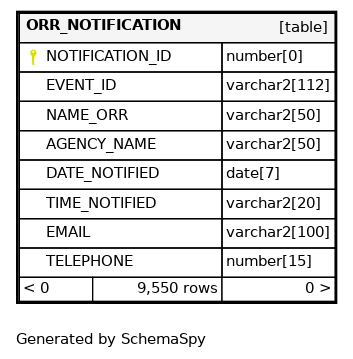 ORR_NOTIFICATION [table]
NOTIFICATION_ID number[0]
EVENT_ID varchar2[112]
NAME_ORR varchar2[50]
AGENCY_NAME varchar2[50]
DATE_NOTIFIED date[7]
TIME_NOTIFIED varchar2[20]
EMAIL varchar2[100]
TELEPHONE number[15]
< 0 9,550 rows 0 >
Generated by SchemaSpy